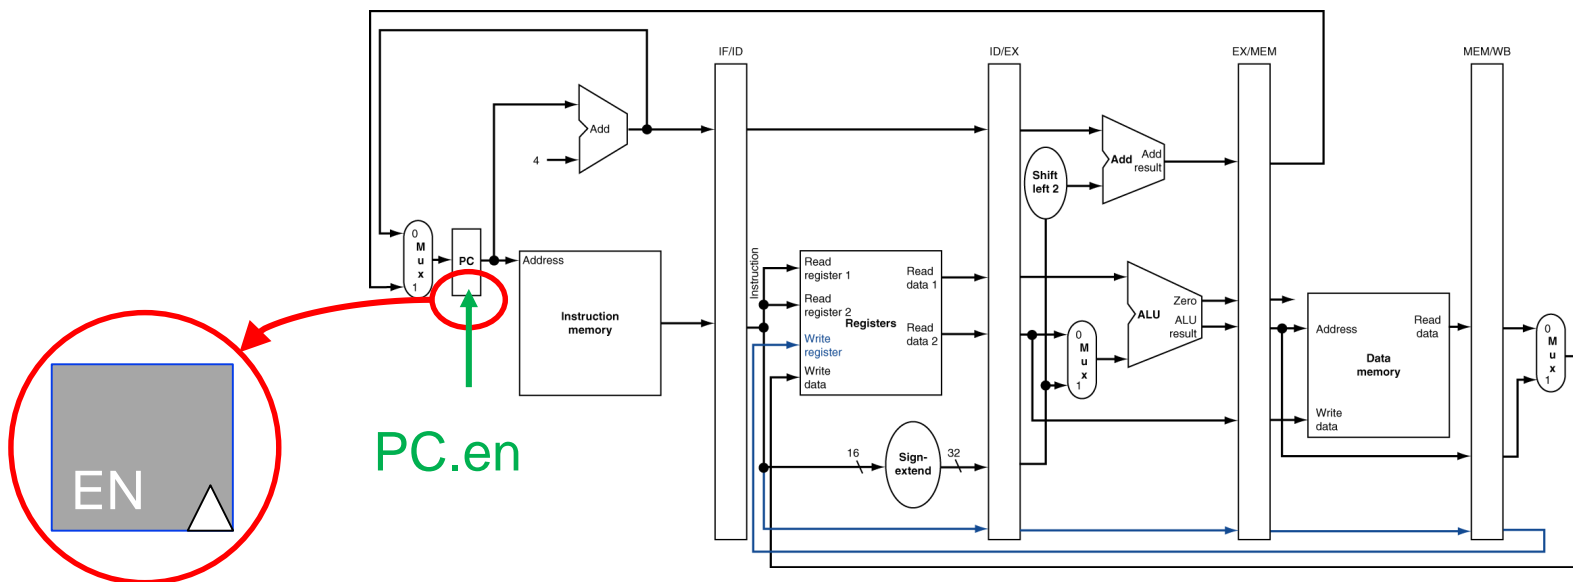 IF/ID
ID/EX
EX/MEM
MEM/WB
Add
4
Shift
left 2
Add
Add
result
0
M
u
x
1
PC
Address
Instruction
memory
Instruction
Read
register 1
Read
register 2
Write
register
Write
data
Registers
Read
data 1
Read
data 2
0
M
u
x
1
Zero
ALU
ALU
result
Address
Read
data
Data
memory
Write
data
0
M
u
x
1
16
Sign-
extend
32
PC.en
EN